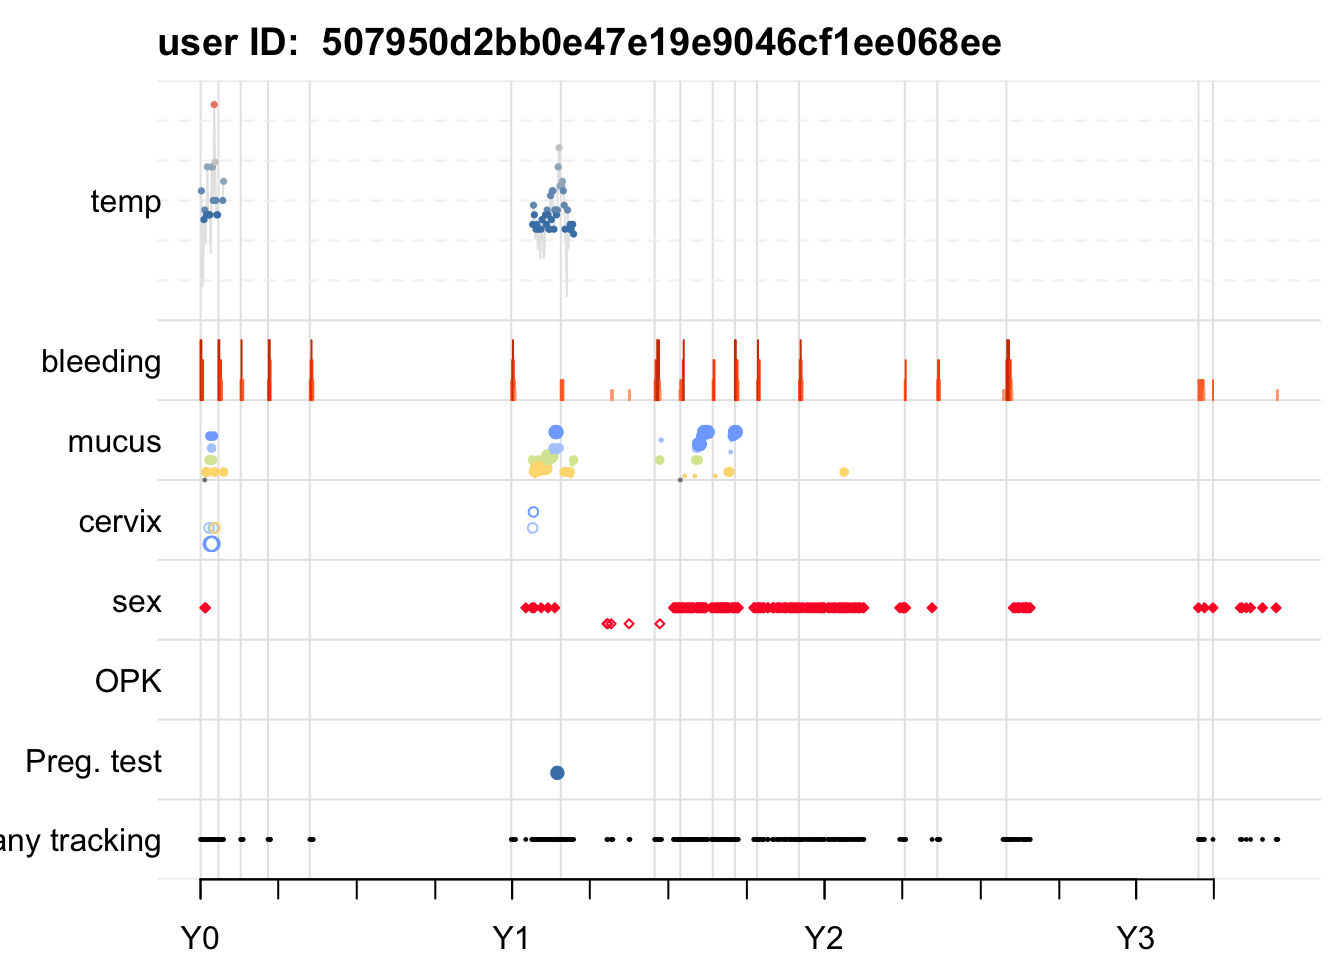 user ID:  507950d2bb0e47e19e9046cf1ee068ee
temp
bleeding
mucus
cervix
sex
OPK
Preg. test
any tracking
Y0 Y1 Y2 Y3